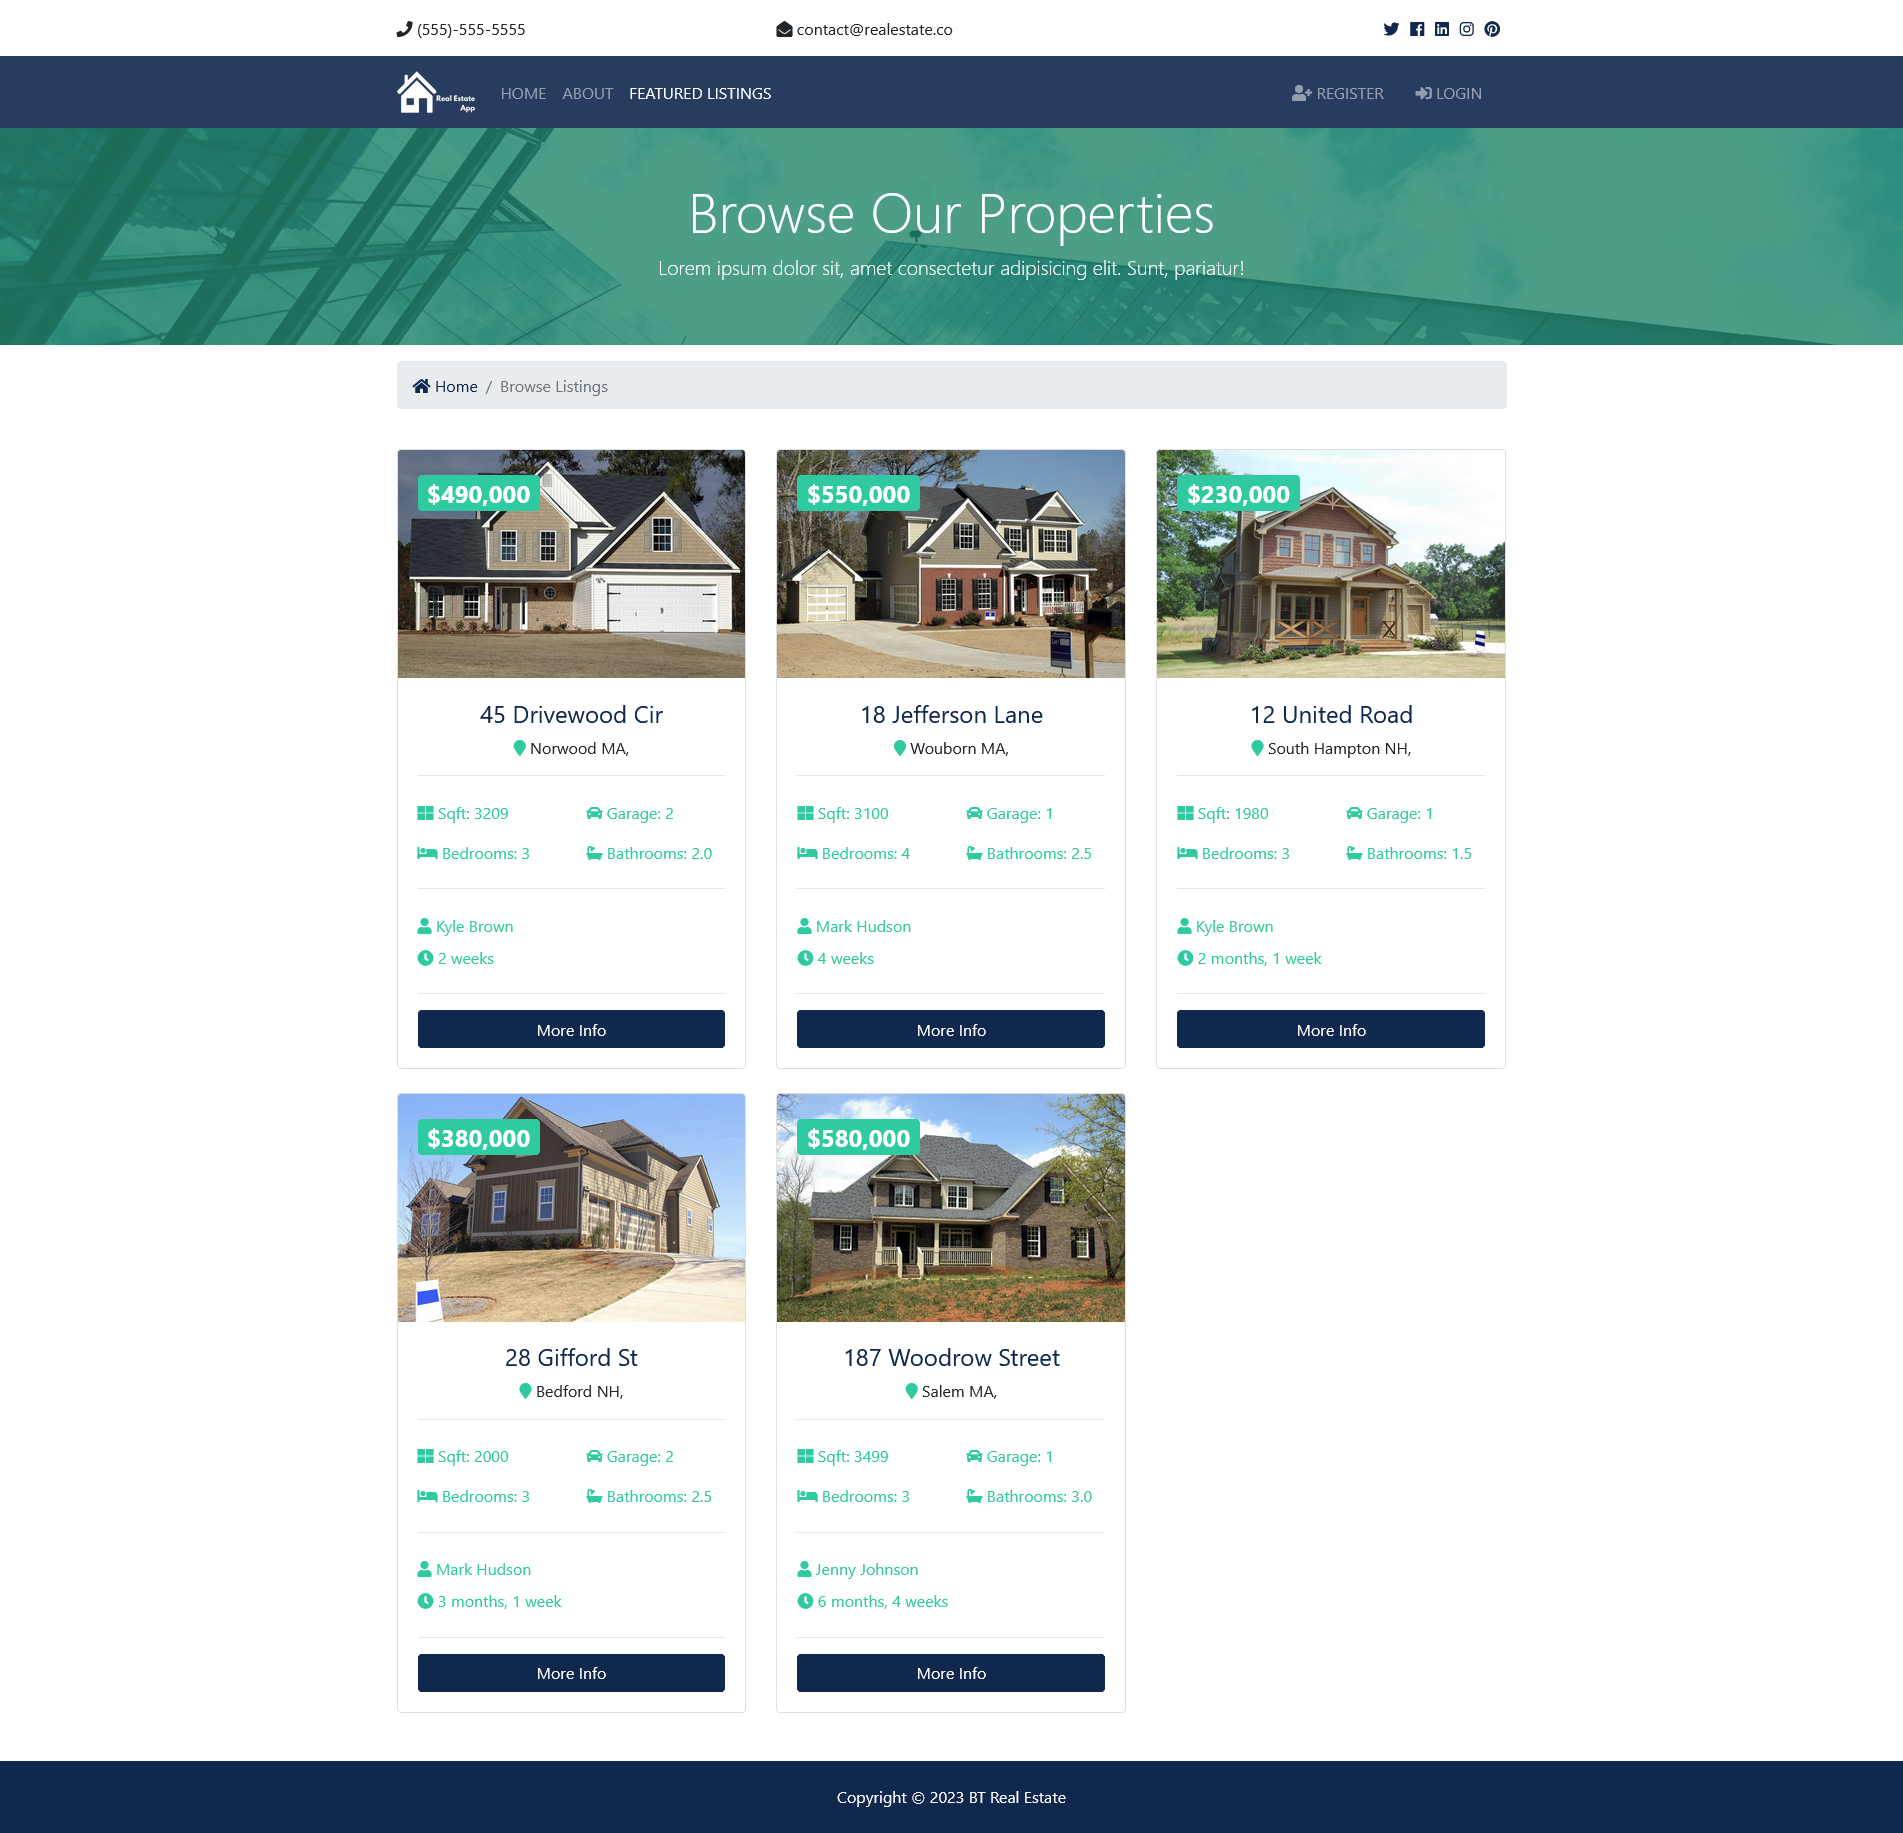 (555)-555-5555
contact@realestate.co
Real Estate
App
HOME
ABOUT
FEATURED LISTINGS
REGISTER
LOGIN
Browse Our Properties
Lorem ipsum dolor sit, amet consectetur adipisicing elit. Sunt, pariatur!
Home / Browse Listings
$490,000
45 Drivewood Cir
Norwood MA,
Sqft: 3209 Garage: 2
Bedrooms: 3 Bathrooms: 2.0
Kyle Brown
2 weeks
More Info
$550,000
18 Jefferson Lane
Wouborn MA,
Sqft: 3100 Garage: 1
Bedrooms: 4 Bathrooms: 2.5
Mark Hudson
4 weeks
More Info
$230,000
12 United Road
South Hampton NH,
Sqft: 1980 Garage: 1
Bedrooms: 3 Bathrooms: 1.5
Kyle Brown
2 months, 1 week
More Info
$380,000
28 Gifford St
Bedford NH,
Sqft: 2000 Garage: 2
Bedrooms: 3 Bathrooms: 2.5
Mark Hudson
3 months, 1 week
More Info
$580,000
187 Woodrow Street
Salem MA,
Sqft: 3499 Garage: 1
Bedrooms: 3 Bathrooms: 3.0
Jenny Johnson
6 months, 4 weeks
More Info
Copyright © 2023 BT Real Estate